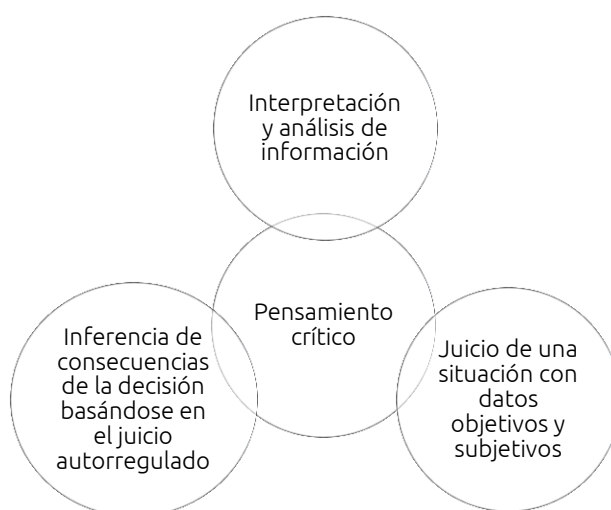 Interpretación
y análisis de
información
Pensamiento
crítico
Inferencia de
consecuencias
de la decisión
basándose en
el juicio
autorregulado
Juicio de una
situación con
datos
objetivos y
subjetivos